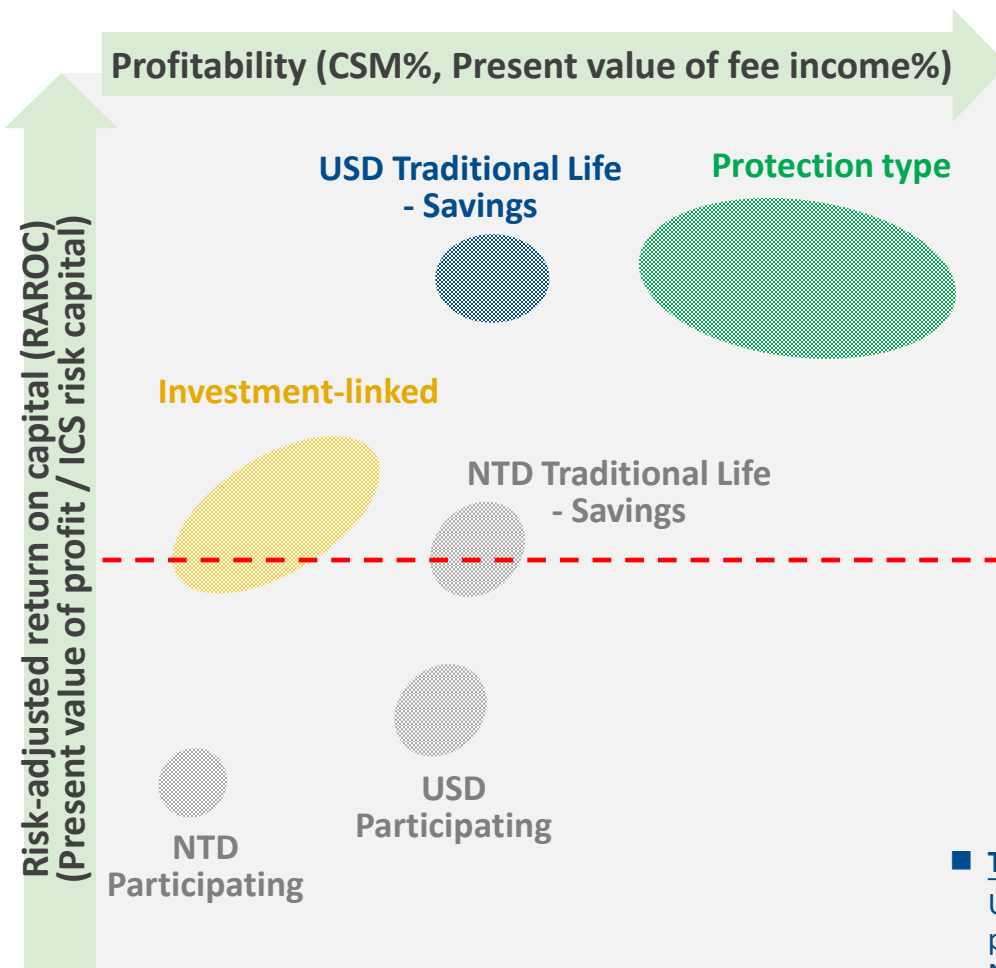 Profitability (CSM%, Present value of fee income%)
Risk-adjusted return on capital (RAROC)
(Present value of profit / ICS risk capital)
USD Traditional Life
- Savings
Protection type
Investment-linked
NTD Traditional Life
- Savings
USD
Participating
NTD
Participating